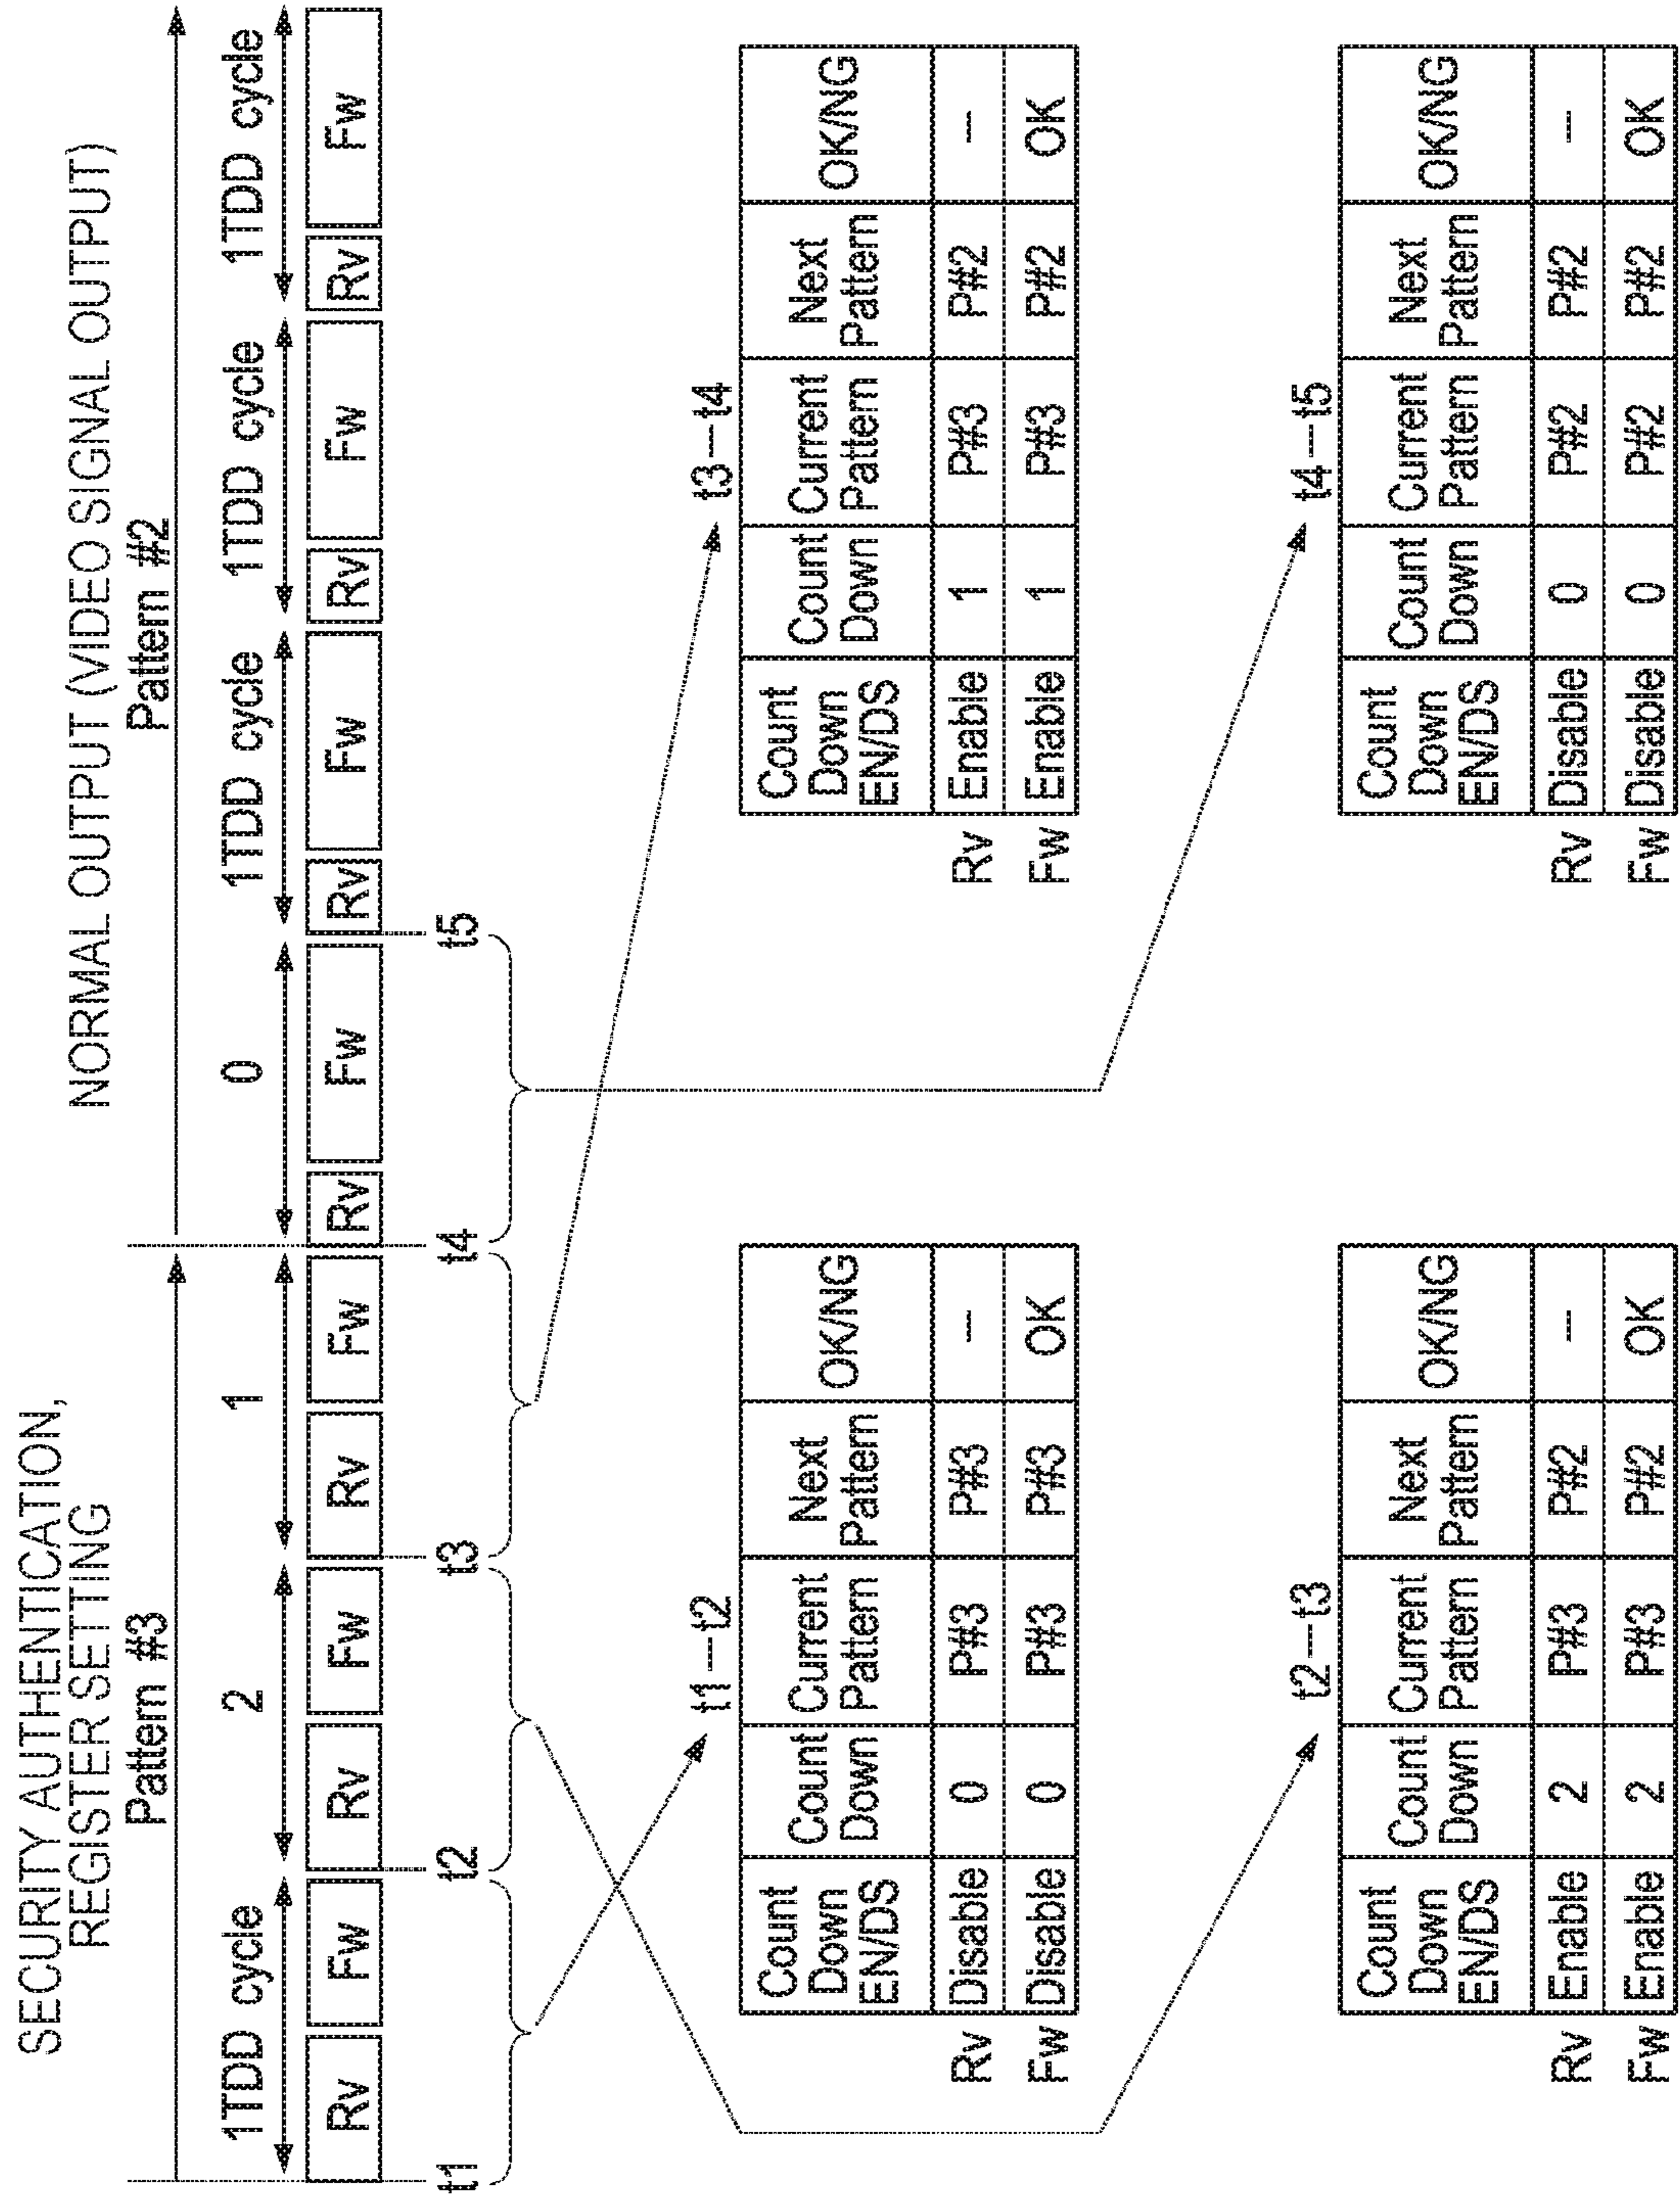 SECURITY AUTHENTICATION,
REGISTER SETTING
Pattern #3
NORMAL OUTPUT (VIDEO SIGNAL OUTPUT)
Pattern #2
1TDD cycle 2 1 0 1TDD cycle 1TDD cycle 1TDD cycle
Rv Fw Rv Fw Rv Fw Rv Fw Rv Fw Rv Fw Rv Fw
t1 t2 t3 t4 t5
t1—t2
Count Down EN/DS Count Down Current Pattern Next Pattern OK/NG
Rv Disable 0 P#3 P#3 —
Fw Disable 0 P#3 P#3 OK
t3—t4
Count Down EN/DS Count Down Current Pattern Next Pattern OK/NG
Rv Enable 1 P#3 P#2 —
Fw Enable 1 P#3 P#2 OK
t2—t3
Count Down EN/DS Count Down Current Pattern Next Pattern OK/NG
Rv Enable 2 P#3 P#2 —
Fw Enable 2 P#3 P#2 OK
t4—t5
Count Down EN/DS Count Down Current Pattern Next Pattern OK/NG
Rv Disable 0 P#2 P#2 —
Fw Disable 0 P#2 P#2 OK